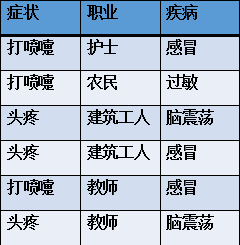 症状 职业 疾病
打喷嚏 护士 感冒
打喷嚏 农民 过敏
头疼 建筑工人 脑震荡
头疼 建筑工人 感冒
打喷嚏 教师 感冒
头疼 教师 脑震荡